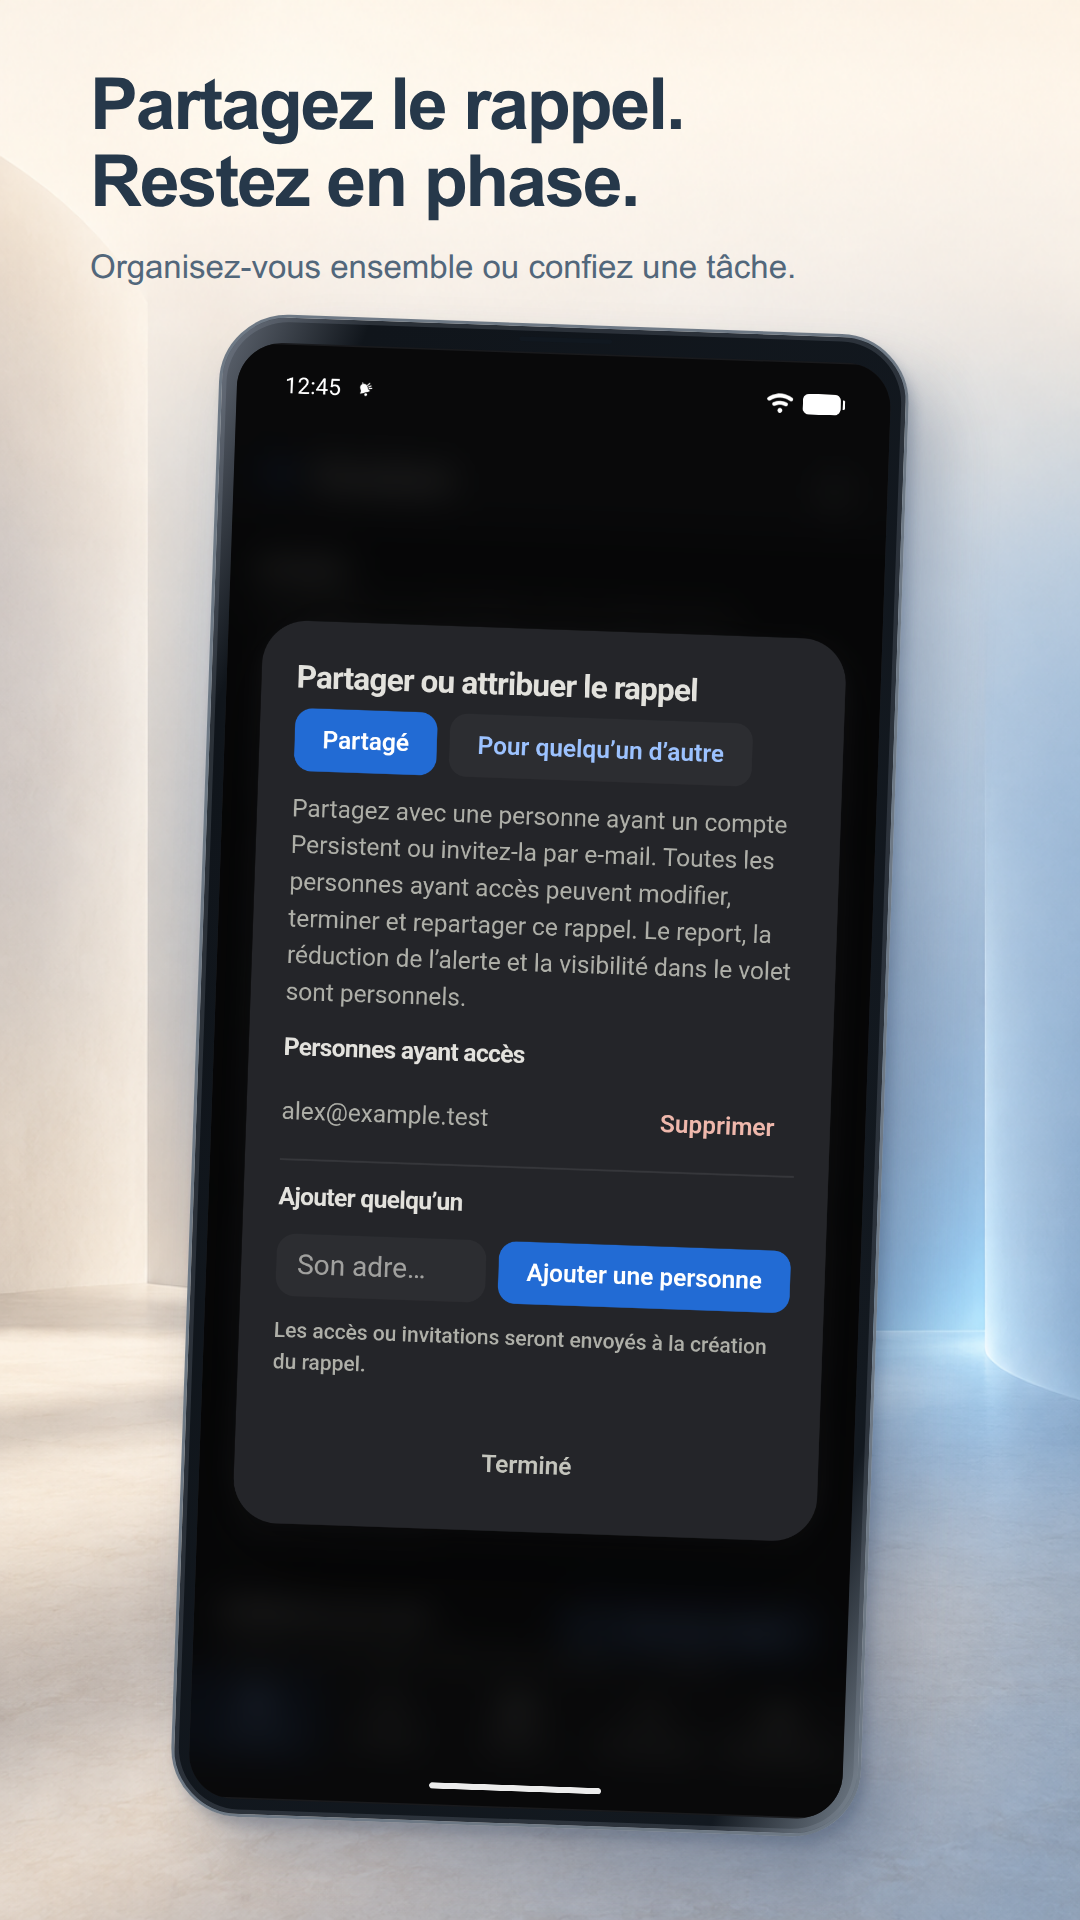 Partagez le rappel.
Restez en phase.
Organisez-vous ensemble ou confiez une tâche.
12:45
Partager ou attribuer le rappel
Partagé
Pour quelqu’un d’autre
Partagez avec une personne ayant un compte
Persistent ou invitez-la par e-mail. Toutes les
personnes ayant accès peuvent modifier,
terminer et repartager ce rappel. Le report, la
réduction de l’alerte et la visibilité dans le volet
sont personnels.
Personnes ayant accès
alex@example.test
Supprimer
Ajouter quelqu’un
Son adre…
Ajouter une personne
Les accès ou invitations seront envoyés à la création
du rappel.
Terminé